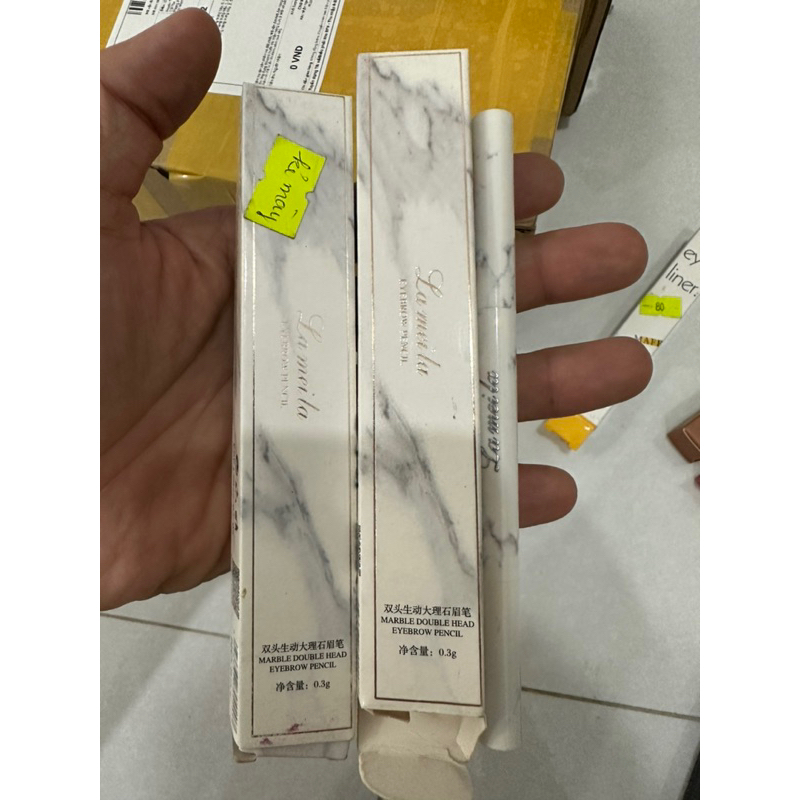 0 VND
kẻ mày
La meila
EYEBROW PENCIL
双头生动大理石眉笔
MARBLE DOUBLE HEAD
EYEBROW PENCIL
净含量：0.3g
La meila
EYEBROW PENCIL
双头生动大理石眉笔
MARBLE DOUBLE HEAD
EYEBROW PENCIL
净含量：0.3g
La meila
ey
liner.
60